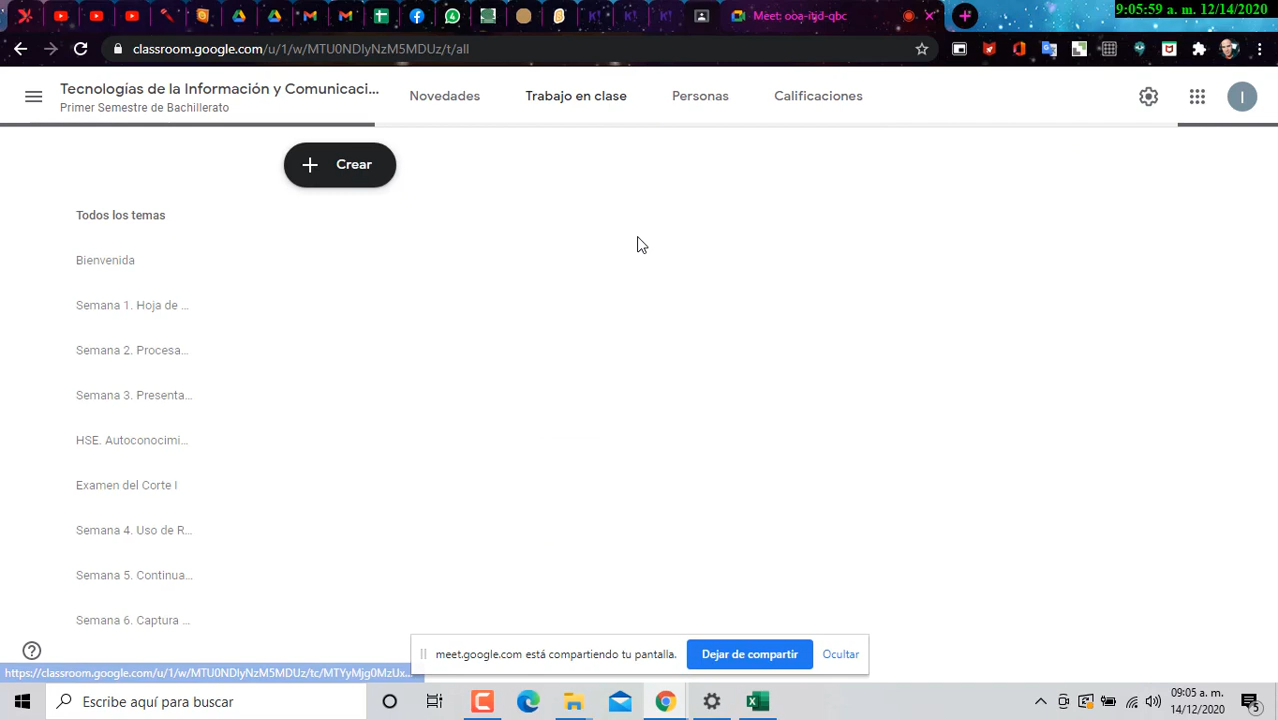 Meet: ooa-itjd-qbc
9:05:59 a. m. 12/14/2020
classroom.google.com/u/1/w/MTU0NDIyNzM5MDUz/t/all
Tecnologías de la Información y Comunicaci...
Primer Semestre de Bachillerato
Novedades
Trabajo en clase
Personas
Calificaciones
I
Crear
Todos los temas
Bienvenida
Semana 1. Hoja de ...
Semana 2. Procesa...
Semana 3. Presenta...
HSE. Autoconocimi...
Examen del Corte I
Semana 4. Uso de R...
Semana 5. Continua...
Semana 6. Captura ...
meet.google.com está compartiendo tu pantalla.
Dejar de compartir
Ocultar
https://classroom.google.com/u/1/w/MTU0NDIyNzM5MDUz/tc/MTYyMjg0MzUx...
Escribe aquí para buscar
09:05 a. m.
14/12/2020
5